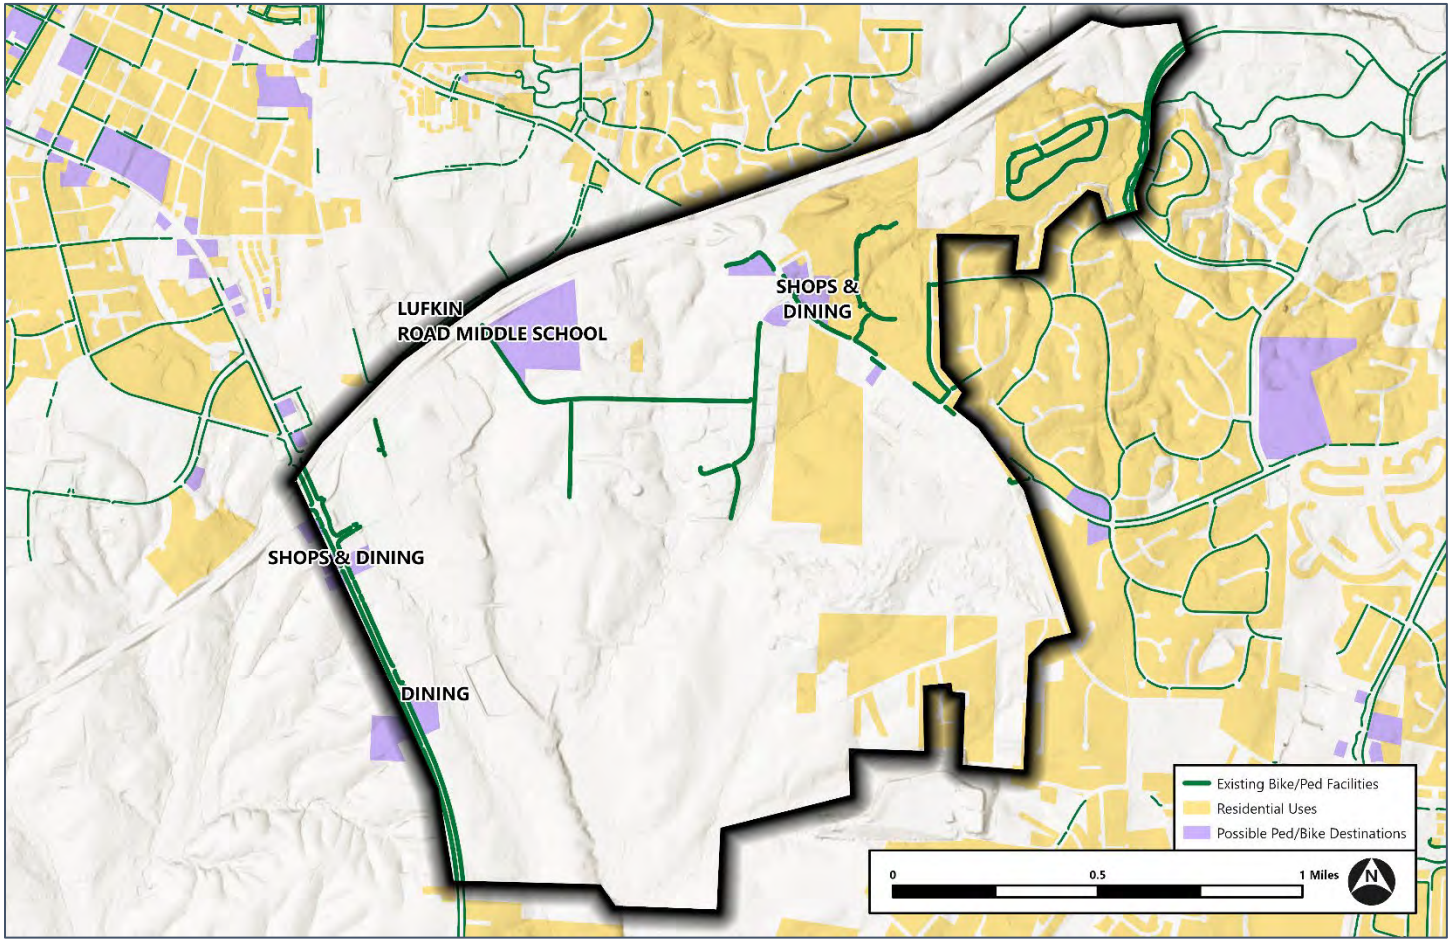 SHOPS &
DINING
LUFKIN
ROAD MIDDLE SCHOOL
SHOPS & DINING
DINING
Existing Bike/Ped Facilities
Residential Uses
Possible Ped/Bike Destinations
0 0.5 1 Miles
N